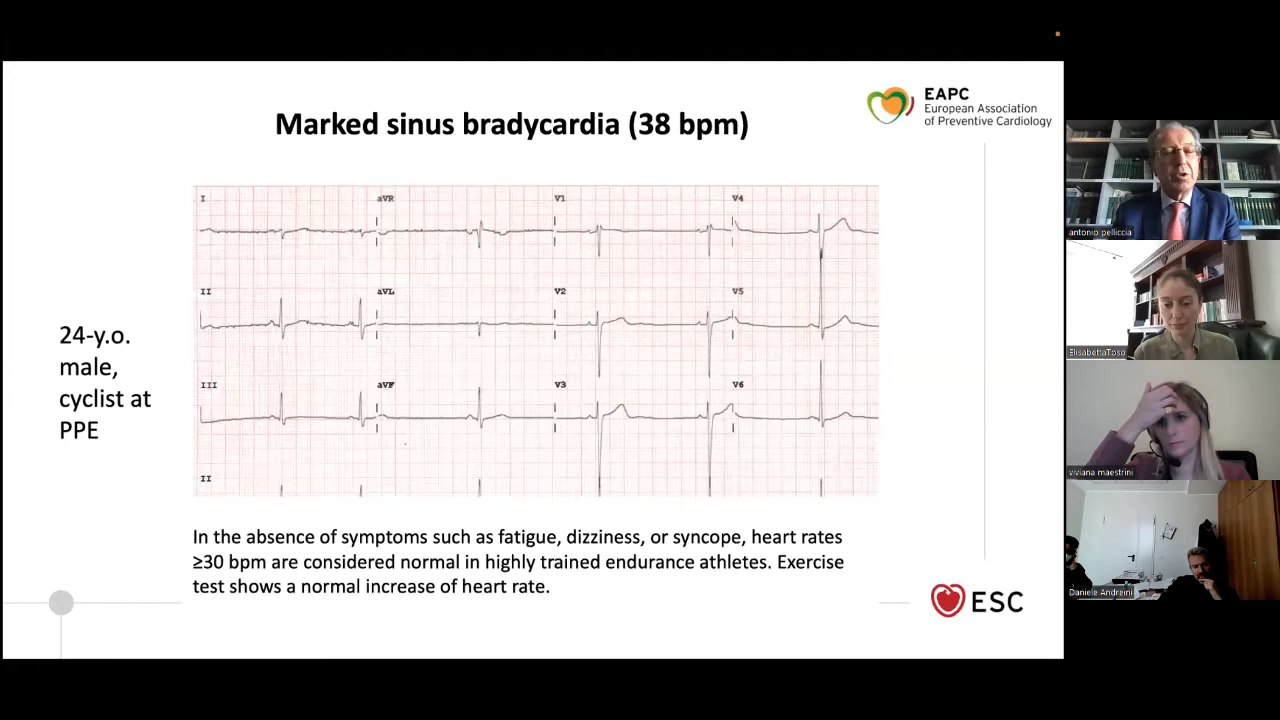 Marked sinus bradycardia (38 bpm)
EAPC
European Association
of Preventive Cardiology
I
aVR
V1
V4
II
aVL
V2
V5
III
aVF
V3
V6
II
24-y.o.
male,
cyclist at
PPE
In the absence of symptoms such as fatigue, dizziness, or syncope, heart rates
≥30 bpm are considered normal in highly trained endurance athletes. Exercise
test shows a normal increase of heart rate.
ESC
antonio pelliccia
ElisabettaToso
viviana maestrini
Daniele Andreini